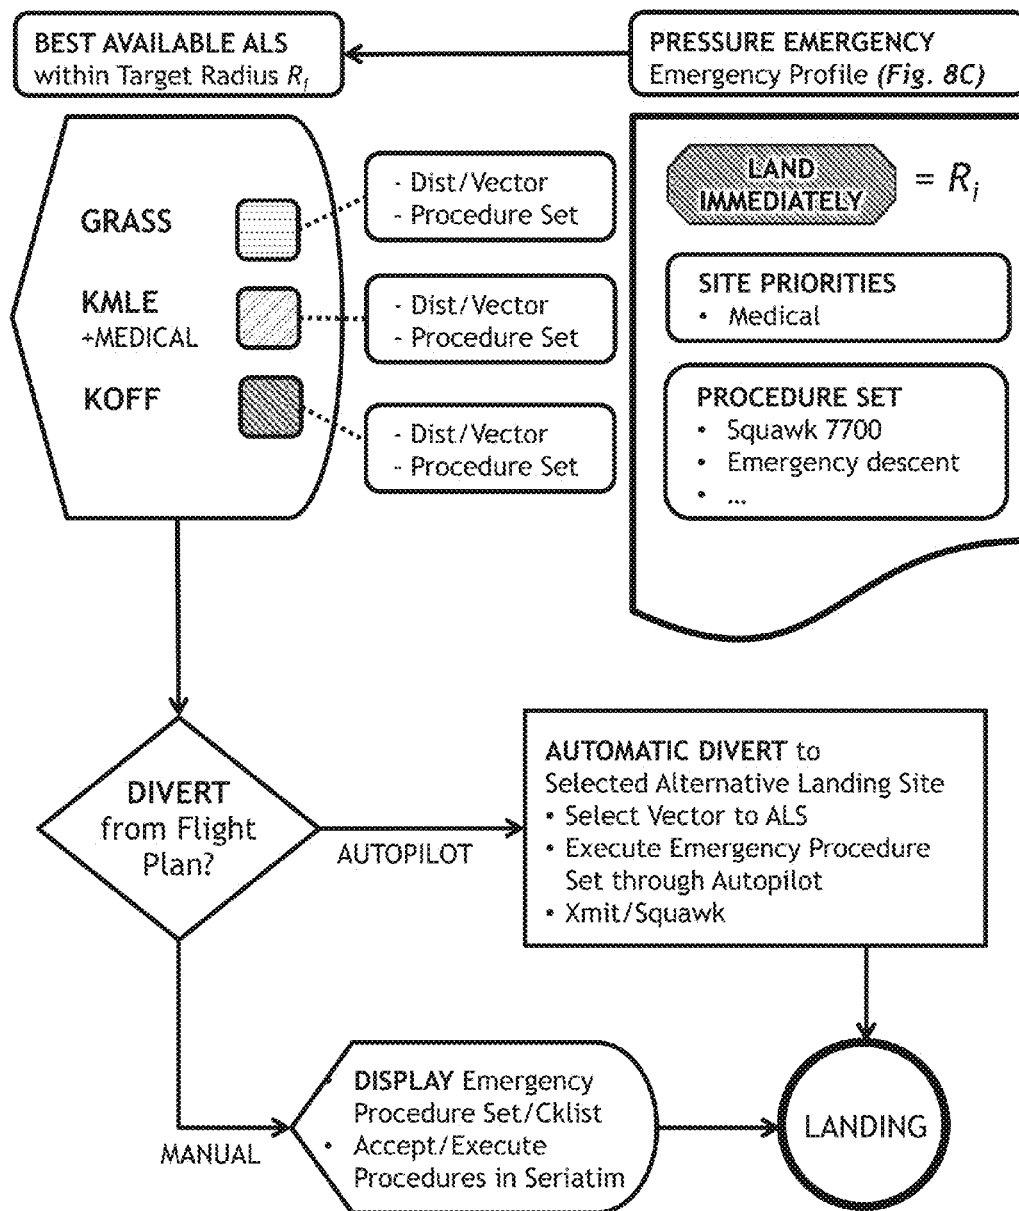 BEST AVAILABLE ALS
within Target Radius Ri
PRESSURE EMERGENCY
Emergency Profile (Fig. 8C)
GRASS
KMLE
+MEDICAL
KOFF
- Dist/Vector
- Procedure Set
- Dist/Vector
- Procedure Set
- Dist/Vector
- Procedure Set
LAND
IMMEDIATELY
= Ri
SITE PRIORITIES
• Medical
PROCEDURE SET
• Squawk 7700
• Emergency descent
• ...
DIVERT
from Flight
Plan?
AUTOPILOT
MANUAL
AUTOMATIC DIVERT to
Selected Alternative Landing Site
• Select Vector to ALS
• Execute Emergency Procedure
Set through Autopilot
• Xmit/Squawk
• DISPLAY Emergency
Procedure Set/Cklist
• Accept/Execute
Procedures in Seriatim
LANDING